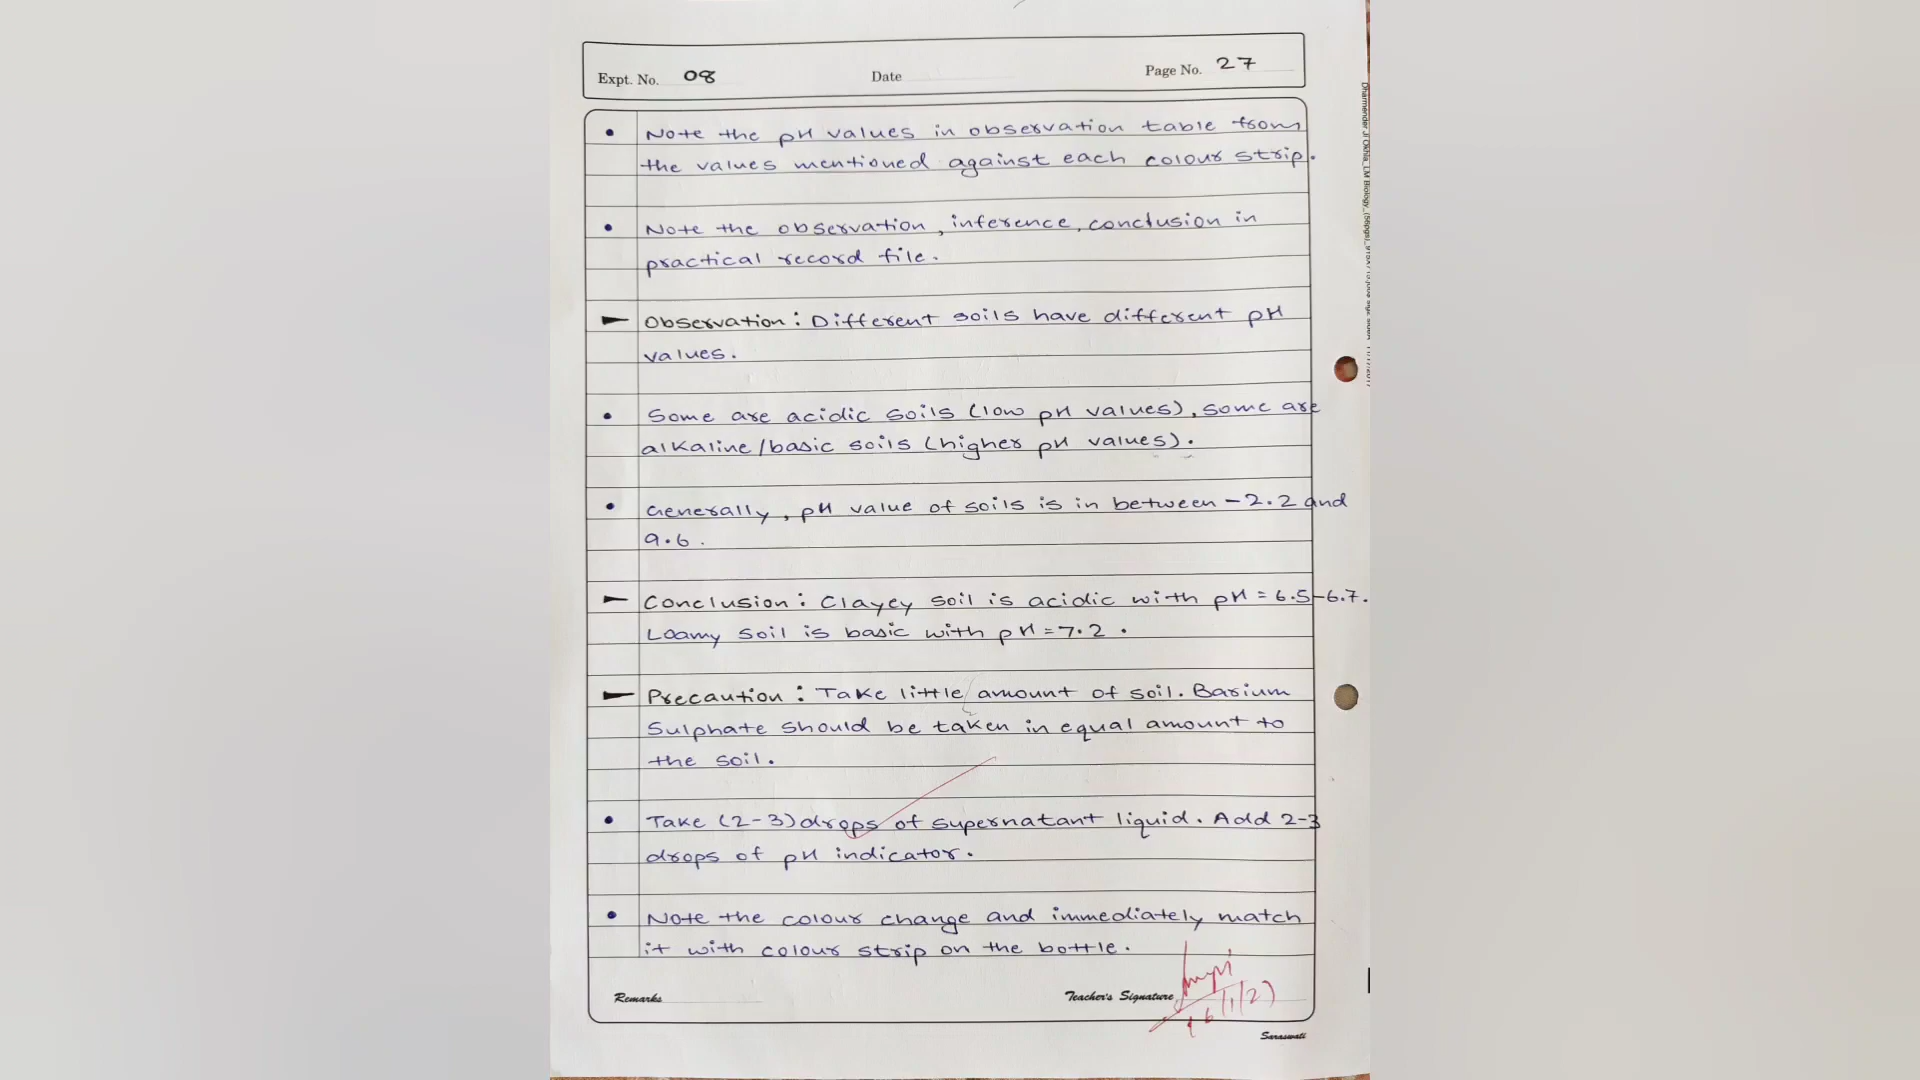 Expt. No. 08 Date Page No. 27
• Note the pH values in observation table from
the values mentioned against each colour strip.
• Note the observation, inference, conclusion in
practical record file.
Observation: Different soils have different pH
values.
• Some are acidic soils (low pH values), some are
alkaline/basic soils (higher pH values).
• Generally, pH value of soils is in between - 2.2 and
9.6.
Conclusion: Clayey soil is acidic with pH = 6.5-6.7.
Loamy soil is basic with pH = 7.2.
Precaution: Take little amount of soil. Barium
Sulphate should be taken in equal amount to
the soil.
• Take (2-3) drops of supernatant liquid. Add 2-3
drops of pH indicator.
• Note the colour change and immediately match
it with colour strip on the bottle.
Remarks Teacher's Signature
Saraswati